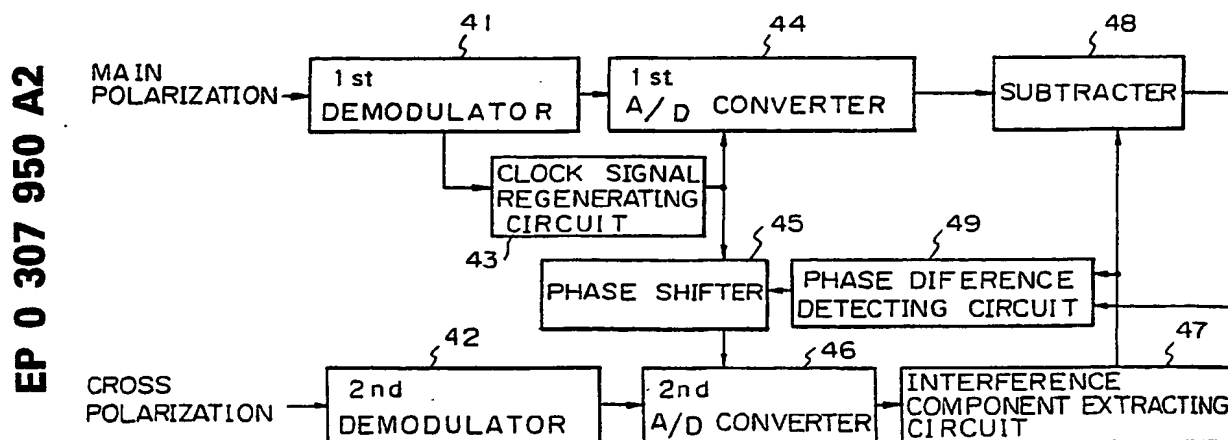 EP 0 307 950 A2
41
44
48
MAIN
POLARIZATION
1st
DEMODULATOR
1st
A/D CONVERTER
SUBTRACTER
CLOCK SIGNAL
REGENERATING
CIRCUIT
43
45
49
PHASE SHIFTER
PHASE DIFERENCE
DETECTING CIRCUIT
42
46
47
CROSS
POLARIZATION
2nd
DEMODULATOR
2nd
A/D CONVERTER
INTERFERENCE
COMPONENT EXTRACTING
CIRCUIT